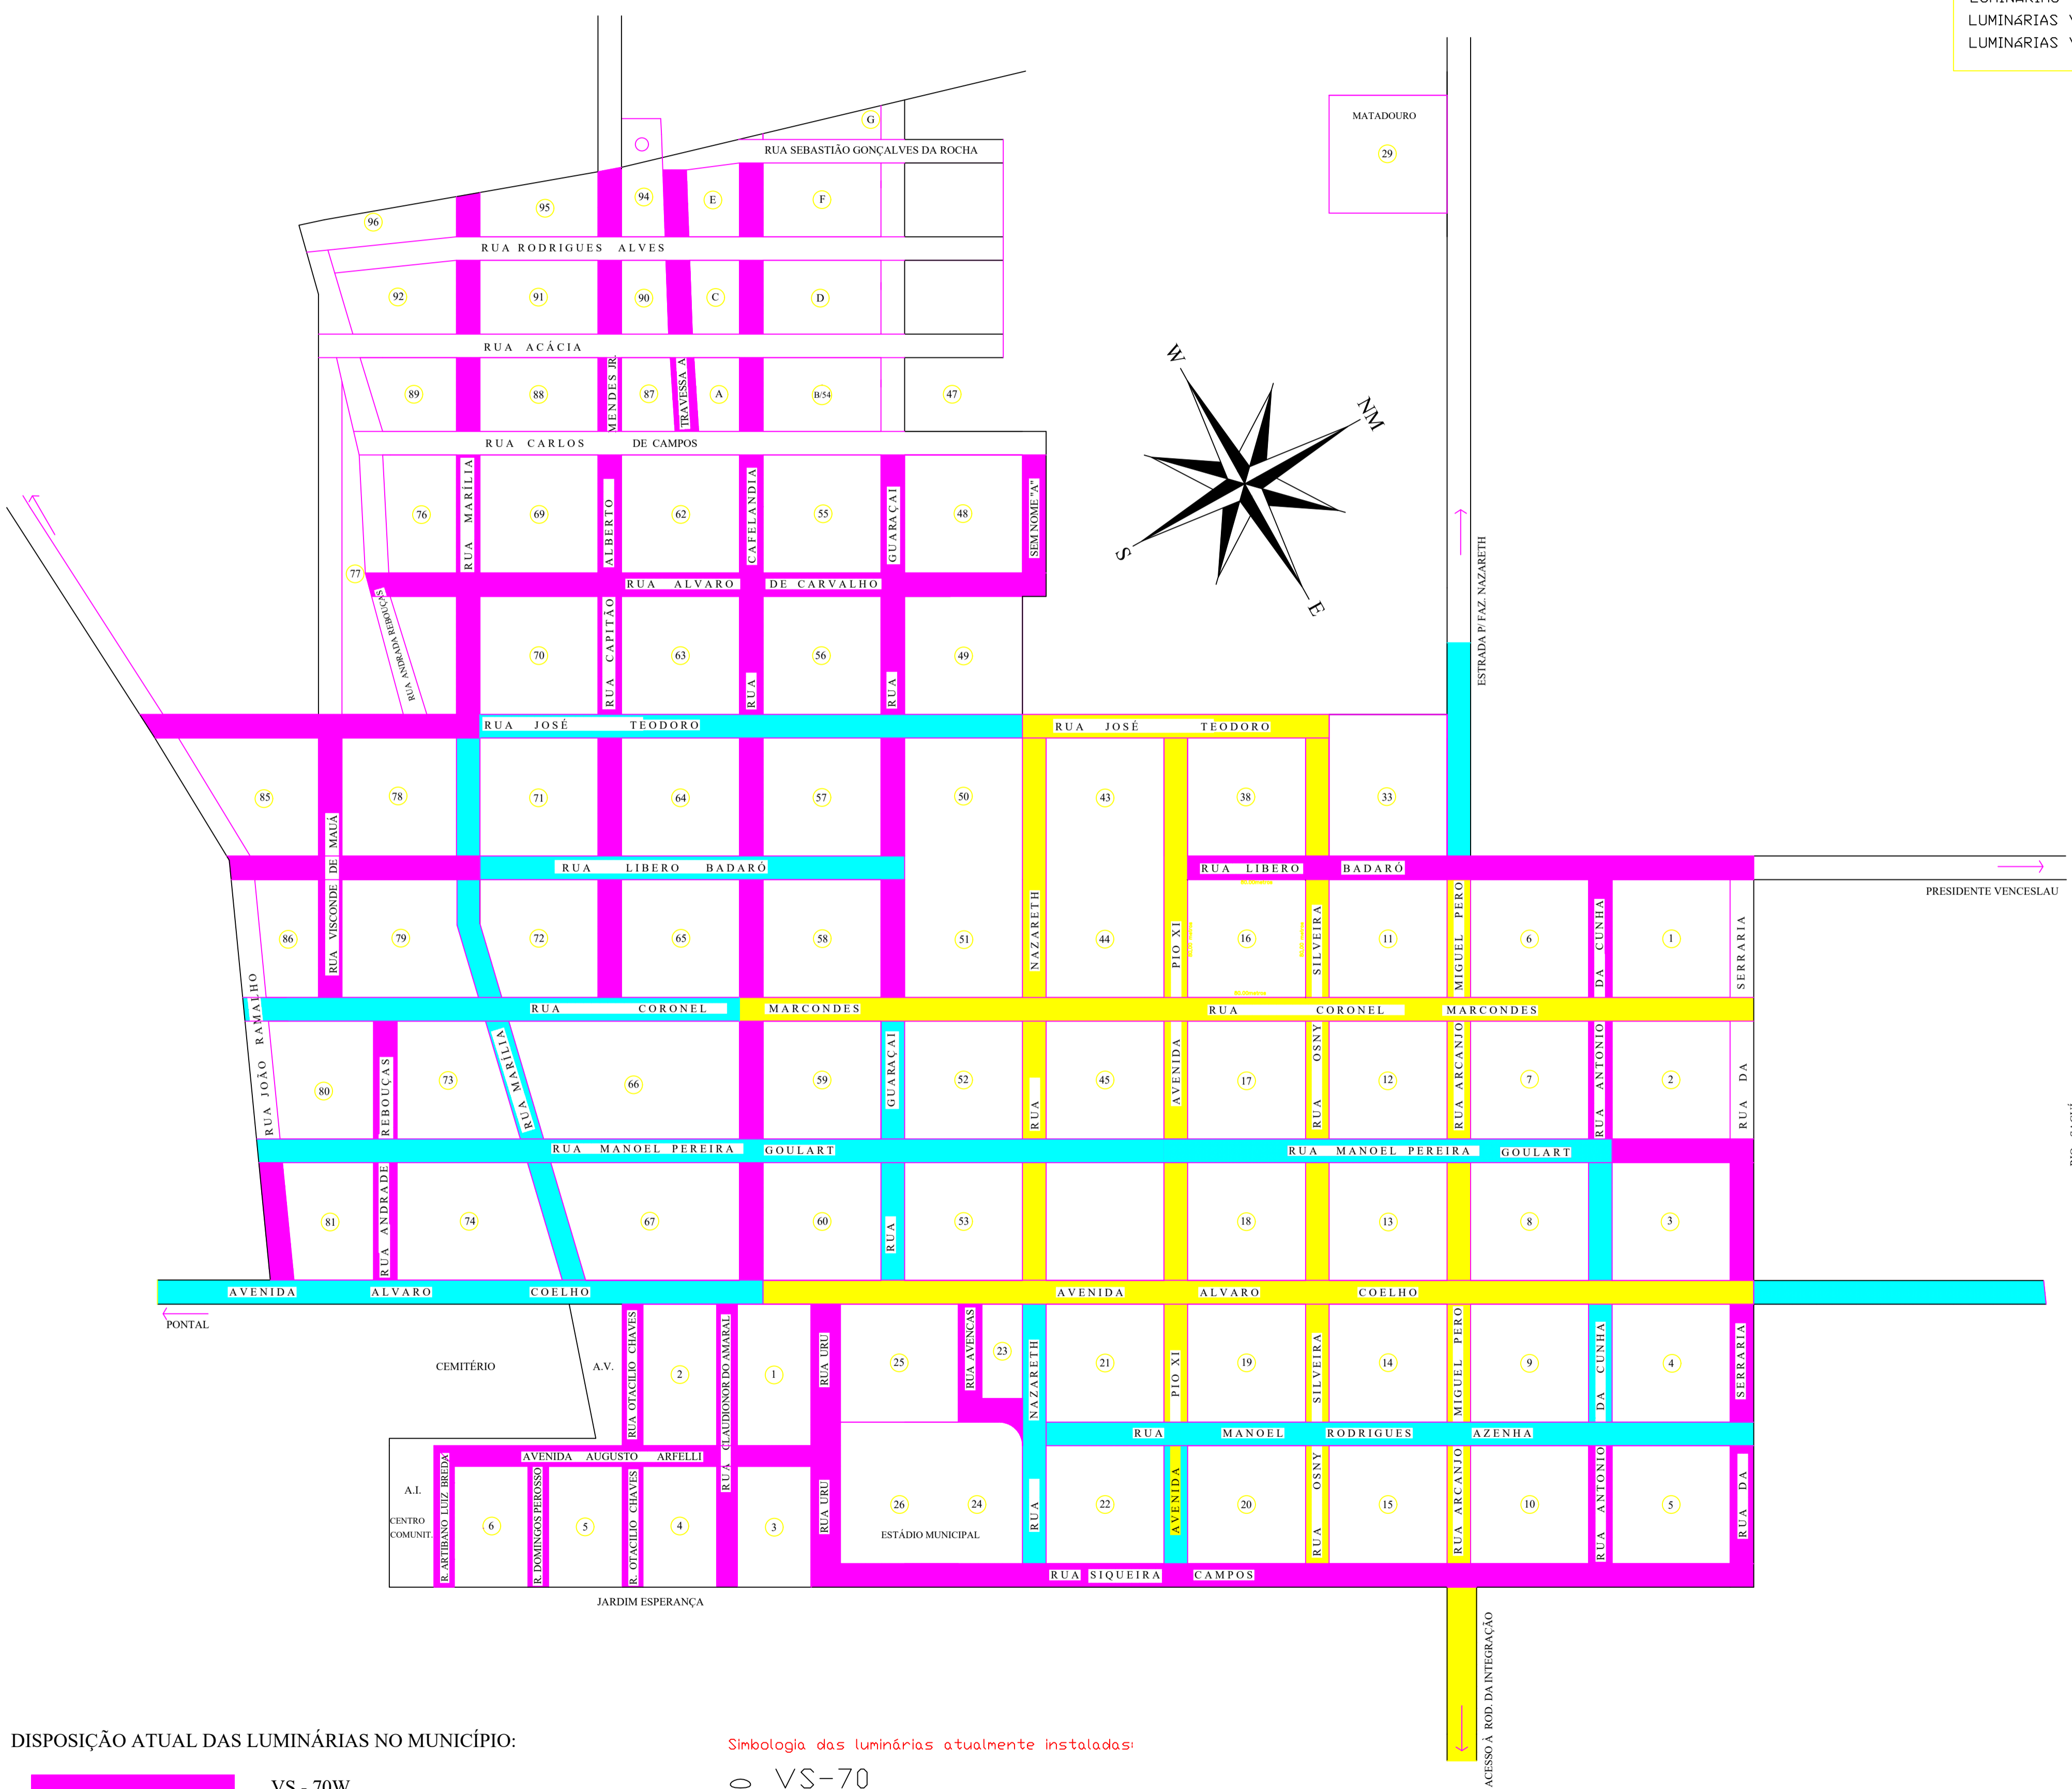 LUMINÁRIAS V
LUMINÁRIAS V
MATADOURO
29
G
RUA SEBASTIÃO GONÇALVES DA ROCHA
96
95
94
E
F
RUA RODRIGUES ALVES
92
91
90
C
D
RUA ACÁCIA
89
88
MENDES JR.
87
TRAVESSA A
A
B/54
47
RUA CARLOS DE CAMPOS
W
NM
S
E
76
RUA MARÍLIA
69
ALBERTO
62
CAFELANDIA
55
GUARAÇAI
48
SEM NOME "A"
77
RUA ALVARO DE CARVALHO
RUA ANDRADA REBOUÇAS
70
RUA CAPITÃO
63
RUA
56
RUA
49
ESTRADA P/ FAZ. NAZARETH
RUA JOSÉ TEODORO
RUA JOSÉ TEODORO
85
RUA VISCONDE DE MAUÁ
78
71
64
57
50
43
38
33
RUA LIBERO BADARÓ
RUA LIBERO BADARÓ
PRESIDENTE VENCESLAU
86
79
72
65
58
51
NAZARETH
44
PIO XI
16
SILVEIRA
11
MIGUEL PERO
6
DA CUNHA
1
SERRARIA
RUA CORONEL MARCONDES
RUA CORONEL MARCONDES
RUA JOÃO RAMALHO
80
REBOUÇAS
73
RUA MARÍLIA
66
59
GUARAÇAI
52
RUA
45
AVENIDA
17
RUA OSNY
12
RUA ARCANJO
7
RUA ANTONIO
2
RUA DA
RUA MANOEL PEREIRA GOULART
RUA MANOEL PEREIRA GOULART
81
RUA ANDRADE
74
67
60
RUA
53
18
13
8
3
AVENIDA ALVARO COELHO
AVENIDA ALVARO COELHO
PONTAL
CEMITÉRIO
A.V.
RUA OTACILIO CHAVES
2
RUA CLAUDIONOR DO AMARAL
1
RUA URU
25
RUA AVENCAS
23
NAZARETH
21
PIO XI
19
SILVEIRA
14
MIGUEL PERO
9
DA CUNHA
4
SERRARIA
RUA MANOEL RODRIGUES AZENHA
AVENIDA AUGUSTO ARFELLI
A.I.
CENTRO
COMUNIT.
R. ARTIBANO LUIZ BREDA
6
R. DOMINGOS PEROSSO
5
R. OTACILIO CHAVES
4
3
RUA URU
26
24
ESTÁDIO MUNICIPAL
RUA
22
AVENIDA
20
RUA OSNY
15
RUA ARCANJO
10
RUA ANTONIO
5
RUA DA
RUA SIQUEIRA CAMPOS
JARDIM ESPERANÇA
ACESSO À ROD. DA INTEGRAÇÃO
DISPOSIÇÃO ATUAL DAS LUMINÁRIAS NO MUNICÍPIO:
VS - 70W
Simbologia das luminárias atualmente instaladas:
VS-70